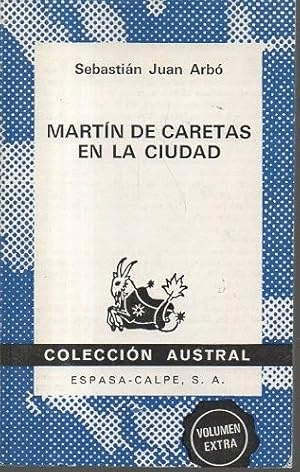 Sebastián Juan Arbó
MARTÍN DE CARETAS
EN LA CIUDAD
COLECCIÓN AUSTRAL
ESPASA-CALPE, S. A.
VOLUMEN
EXTRA